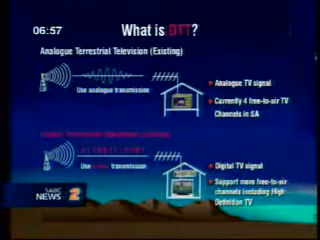 06:57
What is DTT?
Analogue Terrestrial Television (Existing)
Use analogue transmission
Analogue TV signal
Currently 4 free-to-air TV
Channels in SA
Use transmission
Digital TV signal
Support more free-to-air
channels including High
Definition TV
SABC
NEWS 2